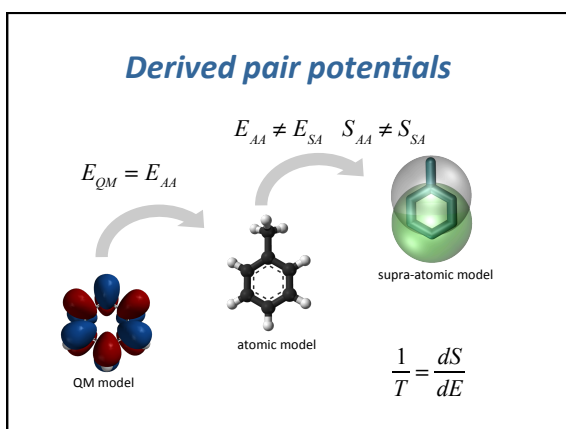 Derived pair potentials
E_AA ≠ E_SA   S_AA ≠ S_SA
E_QM = E_AA
supra-atomic model
atomic model
QM model
1/T = dS/dE